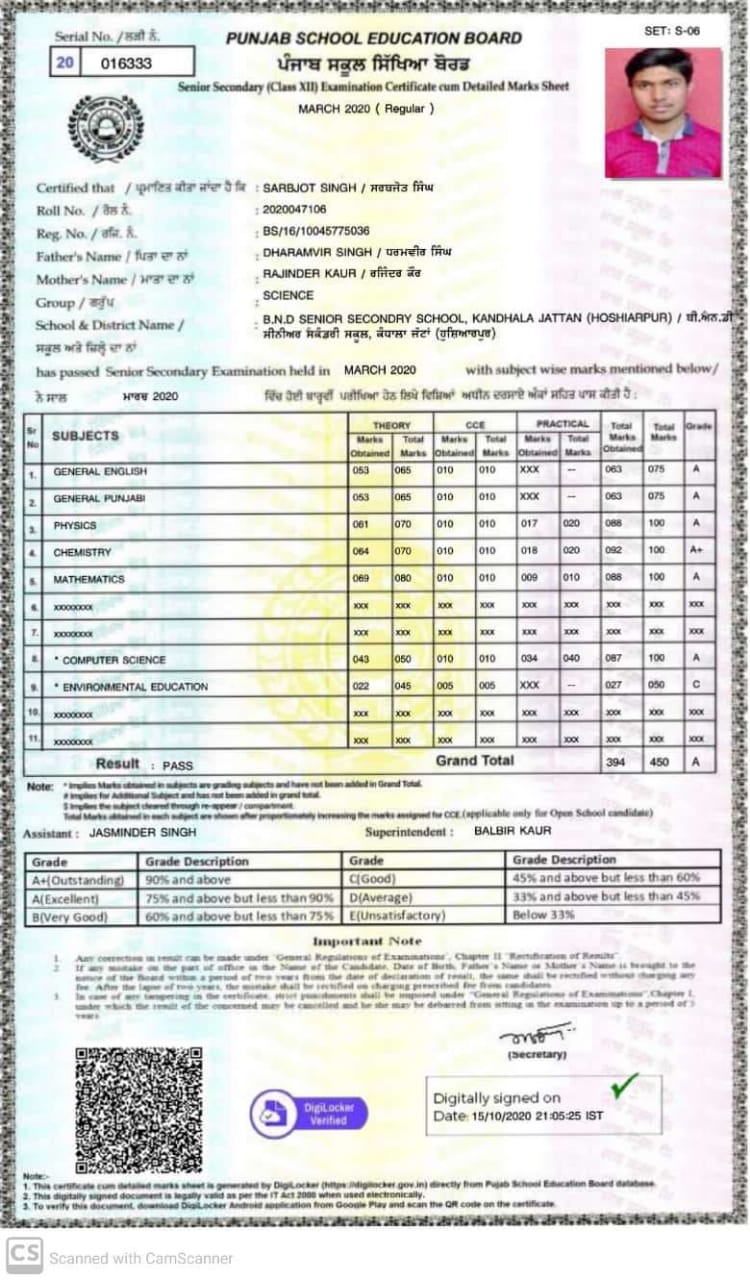 Serial No. /ਲੜੀ ਨੰ.
20 016333
PUNJAB SCHOOL EDUCATION BOARD
ਪੰਜਾਬ ਸਕੂਲ ਸਿੱਖਿਆ ਬੋਰਡ
Senior Secondary (Class XII) Examination Certificate cum Detailed Marks Sheet
MARCH 2020 ( Regular )
SET: S-06
Certified that / ਪ੍ਰਮਾਣਿਤ ਕੀਤਾ ਜਾਂਦਾ ਹੈ ਕਿ : SARBJOT SINGH / ਸਰਬਜੋਤ ਸਿੰਘ
Roll No. / ਰੋਲ ਨੰ. : 2020047106
Reg. No. / ਰਜਿ. ਨੰ. : BS/16/10045775036
Father's Name / ਪਿਤਾ ਦਾ ਨਾਂ : DHARAMVIR SINGH / ਧਰਮਵੀਰ ਸਿੰਘ
Mother's Name / ਮਾਤਾ ਦਾ ਨਾਂ : RAJINDER KAUR / ਰਜਿੰਦਰ ਕੌਰ
Group / ਗਰੁੱਪ : SCIENCE
School & District Name / : B.N.D SENIOR SECONDRY SCHOOL, KANDHALA JATTAN (HOSHIARPUR) / ਬੀ.ਐਨ.ਡੀ
ਸਕੂਲ ਅਤੇ ਜ਼ਿਲ੍ਹੇ ਦਾ ਨਾਂ ਸੀਨੀਅਰ ਸੈਕੰਡਰੀ ਸਕੂਲ, ਕੰਧਾਲਾ ਜੱਟਾਂ (ਹੁਸ਼ਿਆਰਪੁਰ)
has passed Senior Secondary Examination held in MARCH 2020 with subject wise marks mentioned below/
ਨੇ ਸਾਲ ਮਾਰਚ 2020 ਵਿੱਚ ਹੋਈ ਬਾਰ੍ਹਵੀਂ ਪਰੀਖਿਆ ਹੇਠ ਲਿਖੇ ਵਿਸ਼ਿਆਂ ਅਧੀਨ ਦਰਸਾਏ ਅੰਕਾਂ ਸਹਿਤ ਪਾਸ ਕੀਤੀ ਹੈ :
Sr No SUBJECTS THEORY CCE PRACTICAL Total Marks Obtained Total Marks Grade
Marks Obtained Total Marks Marks Obtained Total Marks Marks Obtained Total Marks
1. GENERAL ENGLISH 053 065 010 010 XXX -- 063 075 A
2. GENERAL PUNJABI 053 065 010 010 XXX -- 063 075 A
3. PHYSICS 061 070 010 010 017 020 088 100 A
4. CHEMISTRY 064 070 010 010 018 020 092 100 A+
5. MATHEMATICS 069 080 010 010 009 010 088 100 A
6. xxxxxxxx xxx xxx xxx xxx xxx xxx xxx xxx xxx
7. xxxxxxxx xxx xxx xxx xxx xxx xxx xxx xxx xxx
8. * COMPUTER SCIENCE 043 050 010 010 034 040 087 100 A
9. * ENVIRONMENTAL EDUCATION 022 045 005 005 XXX -- 027 050 C
10. xxxxxxxx xxx xxx xxx xxx xxx xxx xxx xxx xxx
11. xxxxxxxx xxx xxx xxx xxx xxx xxx xxx xxx xxx
Result : PASS Grand Total 394 450 A
Note: * Implies Marks obtained in subjects are grading subjects and have not been added in Grand Total.
# Implies for Additional Subject and has not been added in grand total.
$ Implies the subject cleared through re-appear / compartment.
Total Marks obtained in each subject are shown after proportionately increasing the marks assigned for CCE.(applicable only for Open School candidate)
Assistant : JASMINDER SINGH Superintendent : BALBIR KAUR
Grade Grade Description Grade Grade Description
A+(Outstanding) 90% and above C(Good) 45% and above but less than 60%
A(Excellent) 75% and above but less than 90% D(Average) 33% and above but less than 45%
B(Very Good) 60% and above but less than 75% E(Unsatisfactory) Below 33%
Important Note
1. Any correction in result can be made under "General Regulations of Examinations", Chapter II "Rectification of Results".
2. If any mistake on the part of office in the Name of the Candidate, Date of Birth, Father's Name or Mother's Name is brought to the
notice of the Board within a period of two years from the date of declaration of result, the same shall be rectified without charging any
fee. After the lapse of two years, the mistake shall be rectified on charging prescribed fee from candidates.
3. In case of any tampering in the certificate, strict punishments shall be imposed under "General Regulations of Examinations",Chapter I,
under which the result of the concerned may be cancelled and he/she may be debarred from sitting in the examination up to a period of 5
years
(Secretary)
DigiLocker
Verified
Digitally signed on
Date: 15/10/2020 21:05:25 IST
Note:-
1. This certificate cum detailed marks sheet is generated by DigiLocker (https://digilocker.gov.in) directly from Pujab School Education Board database.
2. This digitally signed document is legally valid as per the IT Act 2000 when used electronically.
3. To verify this document, download DigiLocker Android application from Google Play and scan the QR code on the certificate.
CS Scanned with CamScanner